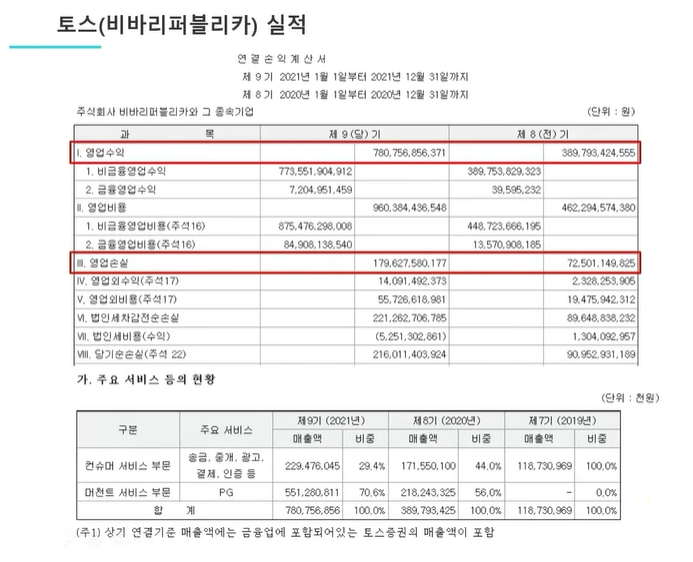 토스(비바리퍼블리카) 실적
연 결 손 익 계 산 서
제 9 기 2021년 1월 1일부터 2021년 12월 31일까지
제 8 기 2020년 1월 1일부터 2020년 12월 31일까지
주식회사 비바리퍼블리카와 그 종속기업 (단위 : 원)
과 목 제 9 (당) 기 제 8 (전) 기
I. 영업수익 780,756,856,371 389,793,424,555
1. 비금융영업수익 773,551,904,912 389,753,829,323
2. 금융영업수익 7,204,951,459 39,595,232
II. 영업비용 960,384,436,548 462,294,574,380
1. 비금융영업비용(주석16) 875,476,298,008 448,723,666,195
2. 금융영업비용(주석16) 84,908,138,540 13,570,908,185
III. 영업손실 179,627,580,177 72,501,149,825
IV. 영업외수익(주석17) 14,091,492,373 2,328,253,905
V. 영업외비용(주석17) 55,726,618,981 19,475,942,312
VI. 법인세차감전순손실 221,262,706,785 89,648,838,232
VII. 법인세비용(수익) (5,251,302,861) 1,304,092,957
VIII. 당기순손실(주석 22) 216,011,403,924 90,952,931,189
가. 주요 서비스 등의 현황
(단위 : 천원)
구분 주요 서비스 제9기 (2021년) 제8기 (2020년) 제7기 (2019년)
매출액 비중 매출액 비중 매출액 비중
컨슈머 서비스 부문 송금, 중개, 광고, 결제, 인증 등 229,476,045 29.4% 171,550,100 44.0% 118,730,969 100.0%
머천트 서비스 부문 PG 551,280,811 70.6% 218,243,325 56.0% - 0.0%
합 계 780,756,856 100.0% 389,793,425 100.0% 118,730,969 100.0%
(주1) 상기 연결기준 매출액에는 금융업에 포함되어있는 토스증권의 매출액이 포함